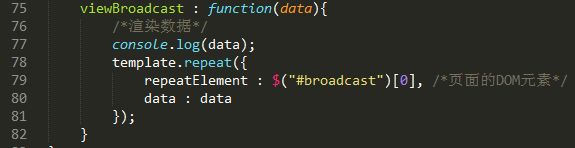 75 viewBroadcast : function(data){
76 /*渲染数据*/
77 console.log(data);
78 template.repeat({
79 repeatElement : $("#broadcast")[0], /*页面的DOM元素*/
80 data : data
81 });
82 }